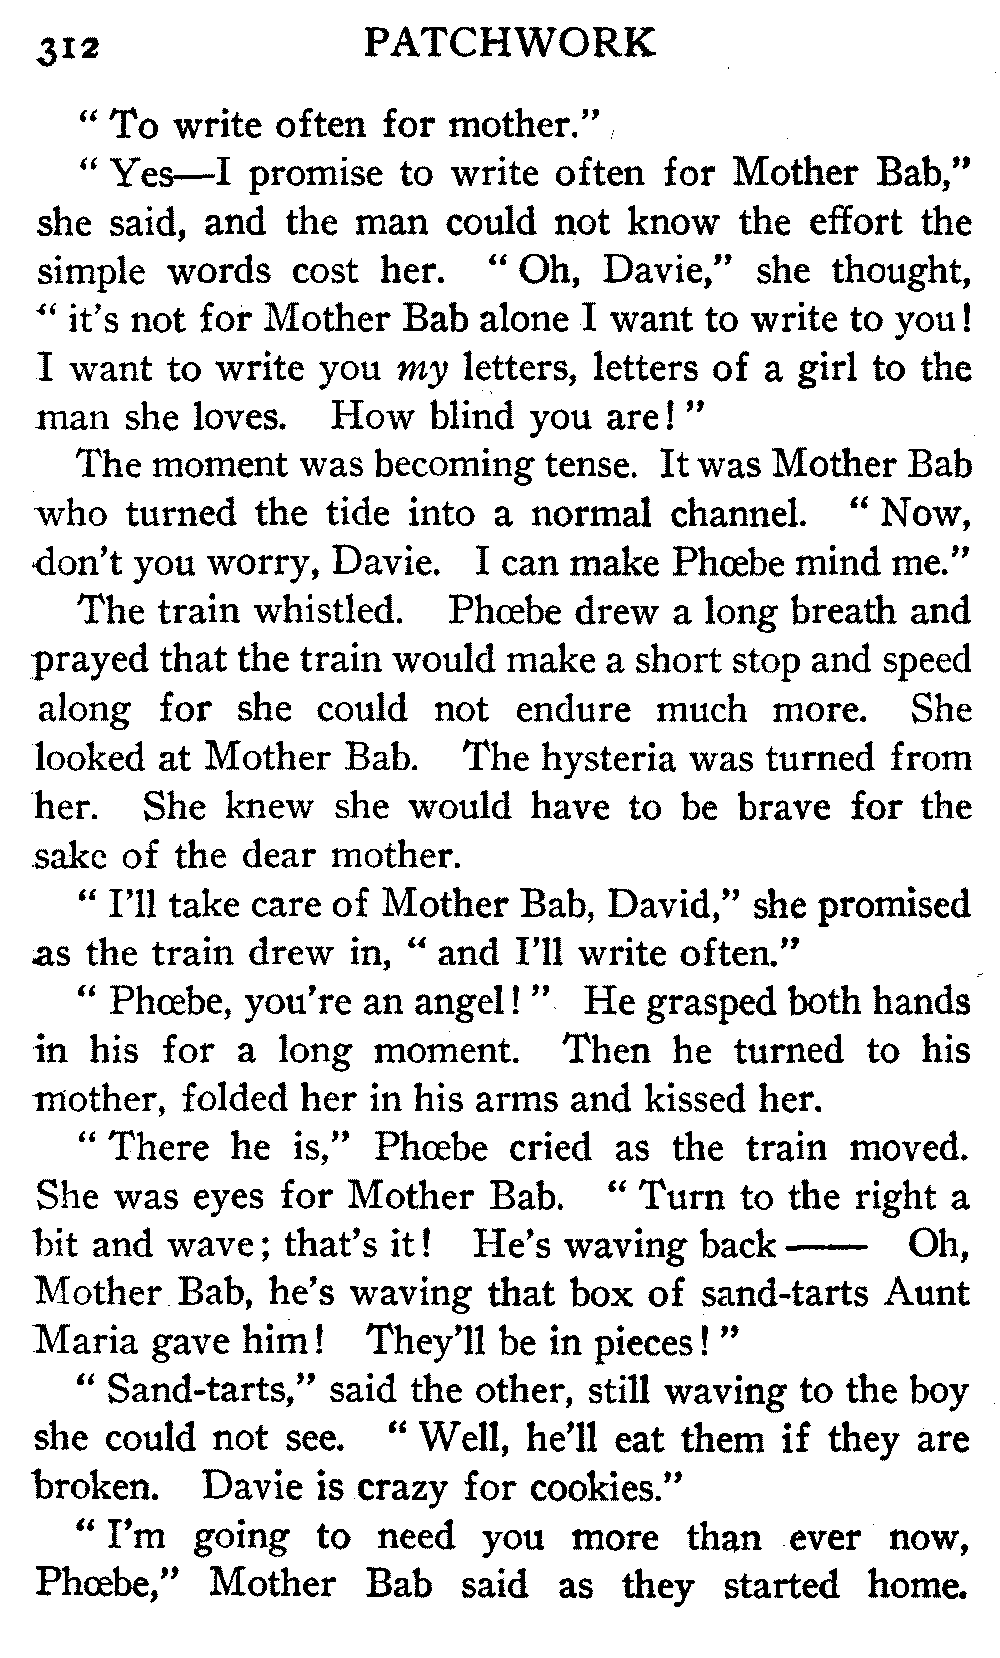 312 PATCHWORK
“ To write often for mother.”
“ Yes—I promise to write often for Mother Bab,”
she said, and the man could not know the effort the
simple words cost her. “ Oh, Davie,” she thought,
“ it's not for Mother Bab alone I want to write to you!
I want to write you my letters, letters of a girl to the
man she loves. How blind you are! ”
The moment was becoming tense. It was Mother Bab
who turned the tide into a normal channel. “ Now,
don't you worry, Davie. I can make Phœbe mind me.”
The train whistled. Phœbe drew a long breath and
prayed that the train would make a short stop and speed
along for she could not endure much more. She
looked at Mother Bab. The hysteria was turned from
her. She knew she would have to be brave for the
sake of the dear mother.
“ I'll take care of Mother Bab, David,” she promised
as the train drew in, “ and I'll write often.”
“ Phœbe, you're an angel! ” He grasped both hands
in his for a long moment. Then he turned to his
mother, folded her in his arms and kissed her.
“ There he is,” Phœbe cried as the train moved.
She was eyes for Mother Bab. “ Turn to the right a
bit and wave; that's it! He's waving back —— Oh,
Mother Bab, he's waving that box of sand-tarts Aunt
Maria gave him! They'll be in pieces! ”
“ Sand-tarts,” said the other, still waving to the boy
she could not see. “ Well, he'll eat them if they are
broken. Davie is crazy for cookies.”
“ I'm going to need you more than ever now,
Phœbe,” Mother Bab said as they started home.